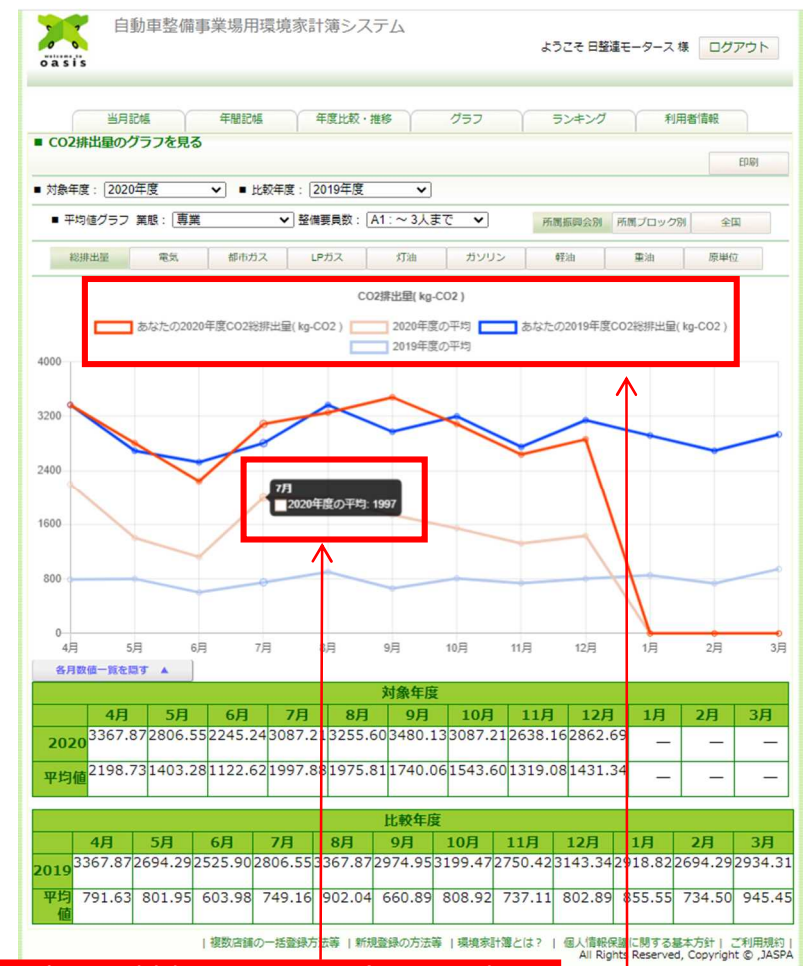 自動車整備事業場用環境家計簿システム
welcome to
oasis
ようこそ 日整連モータース 様 ログアウト
当月記帳 年間記帳 年度比較・推移 グラフ ランキング 利用者情報
■ CO2排出量のグラフを見る
印刷
■ 対象年度： 2020年度 ■ 比較年度： 2019年度
■ 平均値グラフ 業態： 専業 整備要員数： A1：～ 3人まで 所属振興会別 所属ブロック別 全国
総排出量 電気 都市ガス LPガス 灯油 ガソリン 軽油 重油 原単位
CO2排出量( kg-CO2 )
あなたの2020年度CO2総排出量( kg-CO2 ) 2020年度の平均 あなたの2019年度CO2総排出量( kg-CO2 )
2019年度の平均
4000
3200
2400
1600
800
0
7月
2020年度の平均: 1997
4月 5月 6月 7月 8月 9月 10月 11月 12月 1月 2月 3月
各月数値一覧を隠す ▲
対象年度
4月 5月 6月 7月 8月 9月 10月 11月 12月 1月 2月 3月
2020 3367.87 2806.55 2245.24 3087.21 3255.60 3480.13 3087.21 2638.16 2862.69 — — —
平均値 2198.73 1403.28 1122.62 1997.88 1975.81 1740.06 1543.60 1319.08 1431.34 — — —
比較年度
4月 5月 6月 7月 8月 9月 10月 11月 12月 1月 2月 3月
2019 3367.87 2694.29 2525.90 2806.55 3367.87 2974.95 3199.47 2750.42 3143.34 2918.82 2694.29 2934.31
平均値 791.63 801.95 603.98 749.16 902.04 660.89 808.92 737.11 802.89 855.55 734.50 945.45
| 複数店舗の一括登録方法等 | 新規登録の方法等 | 環境家計簿とは？ | 個人情報保護に関する基本方針 | ご利用規約 |
All Rights Reserved, Copyright © ,JASPA